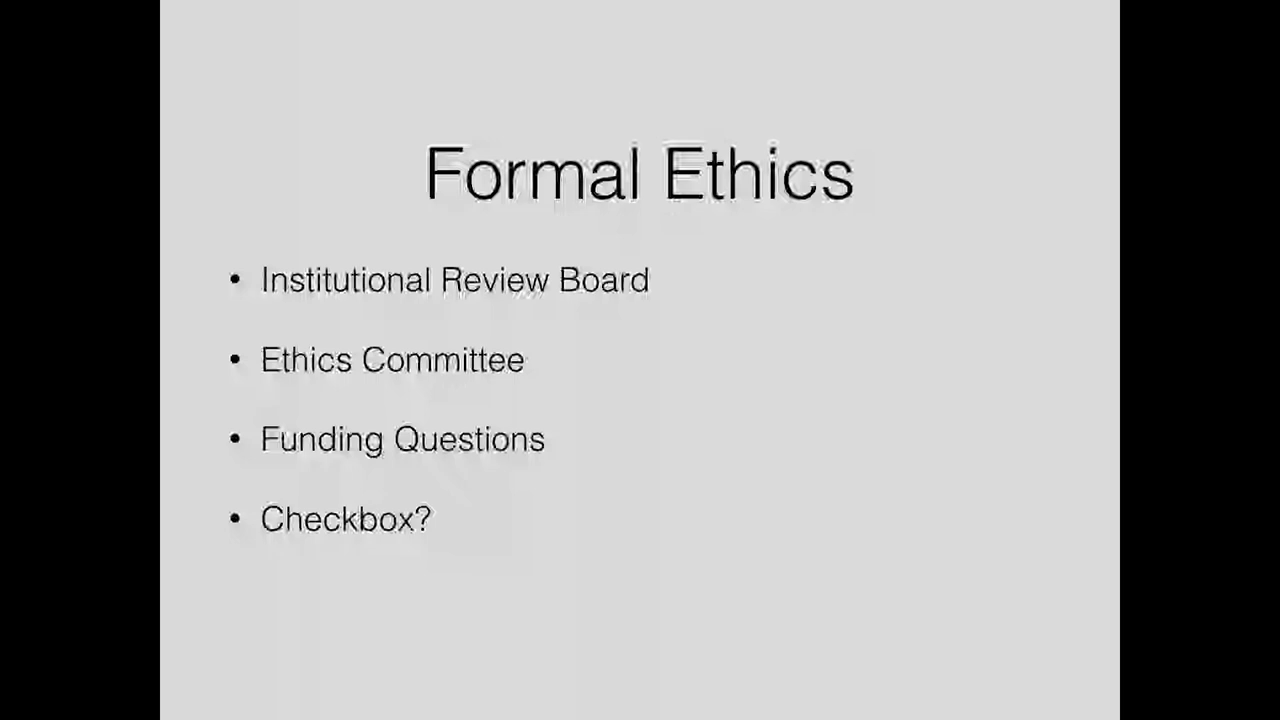 Formal Ethics
• Institutional Review Board
• Ethics Committee
• Funding Questions
• Checkbox?